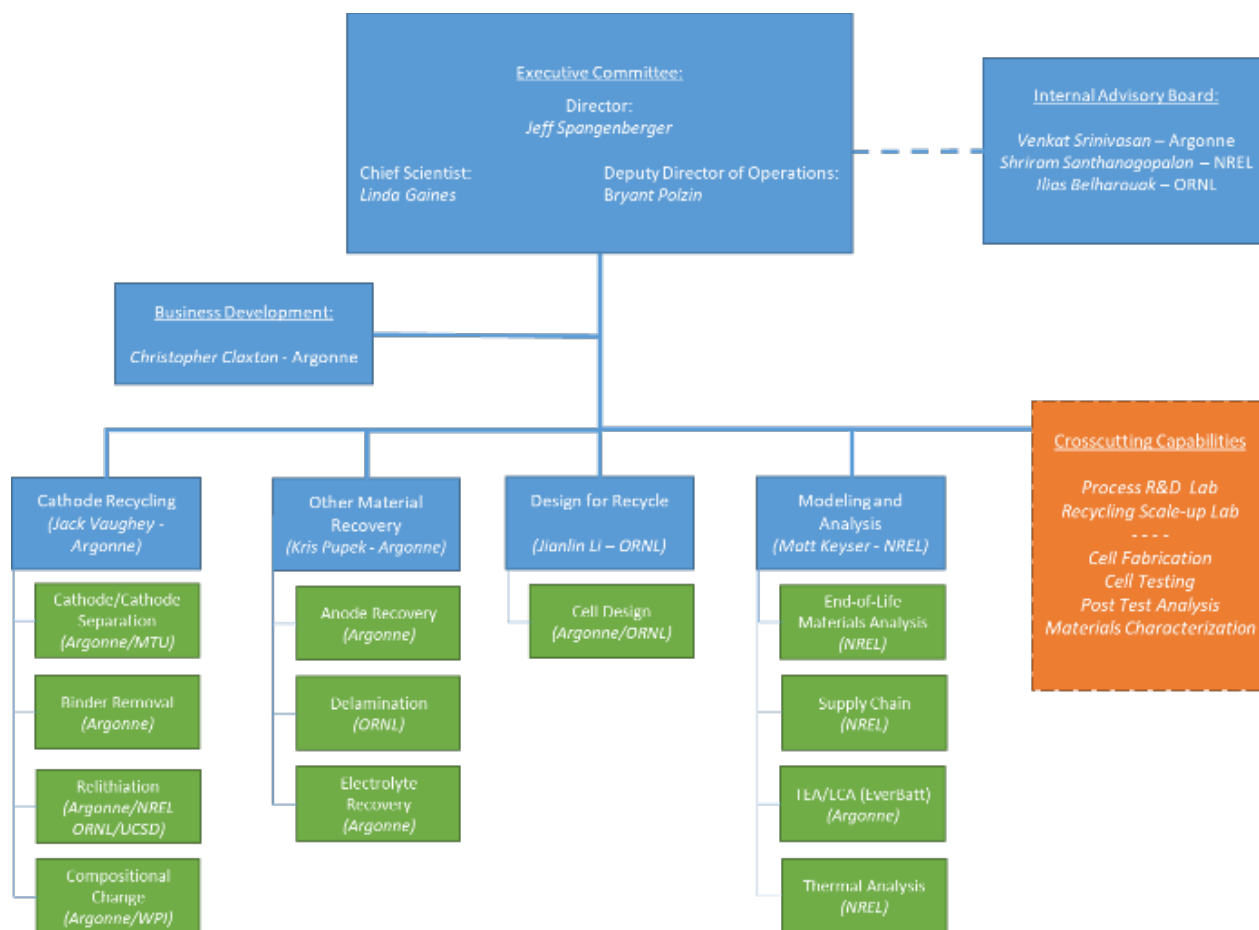 Executive Committee:
Director:
Jeff Spangenberger
Chief Scientist:
Linda Gaines
Deputy Director of Operations:
Bryant Polzin
Internal Advisory Board:
Venkat Srinivasan – Argonne
Shriram Santhanagopalan – NREL
Ilias Belharouak – ORNL
Business Development:
Christopher Claxton - Argonne
Crosscutting Capabilities
Process R&D Lab
Recycling Scale-up Lab
- - - -
Cell Fabrication
Cell Testing
Post Test Analysis
Materials Characterization
Cathode Recycling
(Jack Vaughey -
Argonne)
Cathode/Cathode
Separation
(Argonne/MTU)
Binder Removal
(Argonne)
Relithiation
(Argonne/NREL
ORNL/UCSD)
Compositional
Change
(Argonne/WPI)
Other Material
Recovery
(Kris Pupek - Argonne)
Anode Recovery
(Argonne)
Delamination
(ORNL)
Electrolyte
Recovery
(Argonne)
Design for Recycle
(Jianlin Li – ORNL)
Cell Design
(Argonne/ORNL)
Modeling and
Analysis
(Matt Keyser - NREL)
End-of-Life
Materials Analysis
(NREL)
Supply Chain
(NREL)
TEA/LCA (EverBatt)
(Argonne)
Thermal Analysis
(NREL)